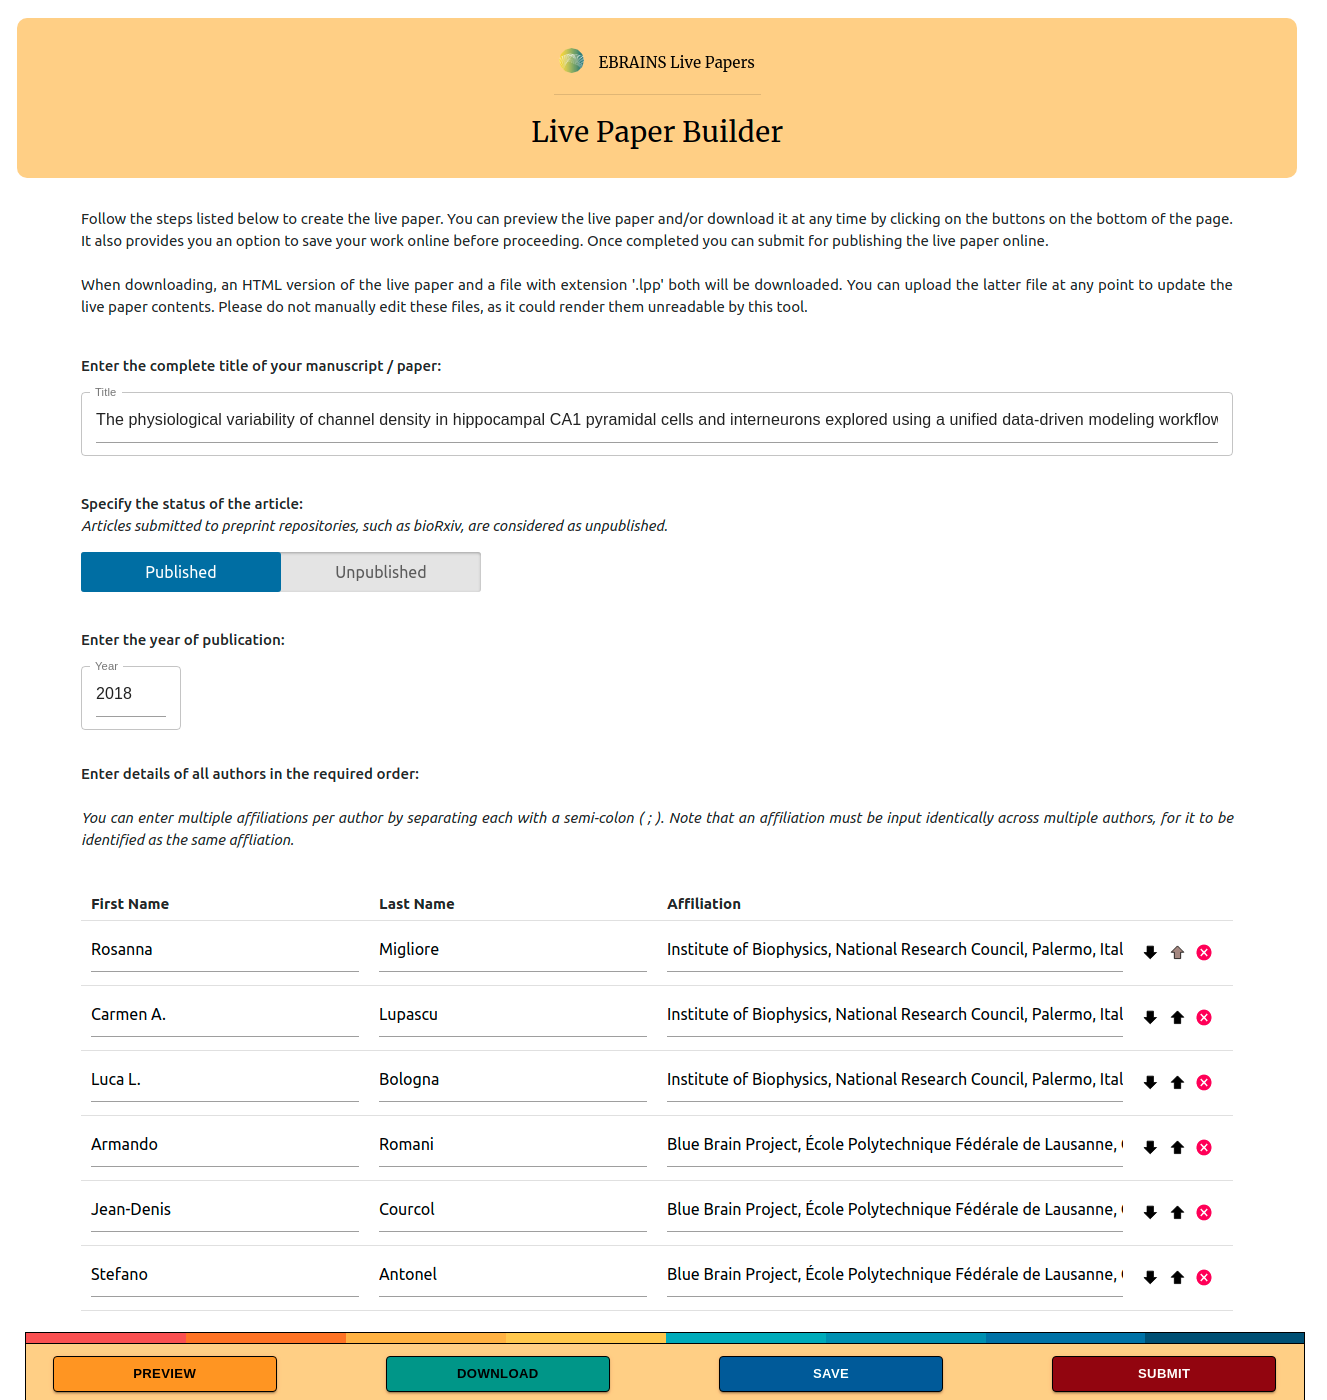 EBRAINS Live Papers
Live Paper Builder
Follow the steps listed below to create the live paper. You can preview the live paper and/or download it at any time by clicking on the buttons on the bottom of the page.
It also provides you an option to save your work online before proceeding. Once completed you can submit for publishing the live paper online.
When downloading, an HTML version of the live paper and a file with extension '.lpp' both will be downloaded. You can upload the latter file at any point to update the
live paper contents. Please do not manually edit these files, as it could render them unreadable by this tool.
Enter the complete title of your manuscript / paper:
Title
The physiological variability of channel density in hippocampal CA1 pyramidal cells and interneurons explored using a unified data-driven modeling workflow
Specify the status of the article:
Articles submitted to preprint repositories, such as bioRxiv, are considered as unpublished.
Published Unpublished
Enter the year of publication:
Year
2018
Enter details of all authors in the required order:
You can enter multiple affiliations per author by separating each with a semi-colon ( ; ). Note that an affiliation must be input identically across multiple authors, for it to be
identified as the same affliation.
First Name Last Name Affiliation
Rosanna Migliore Institute of Biophysics, National Research Council, Palermo, Ital
Carmen A. Lupascu Institute of Biophysics, National Research Council, Palermo, Ital
Luca L. Bologna Institute of Biophysics, National Research Council, Palermo, Ital
Armando Romani Blue Brain Project, École Polytechnique Fédérale de Lausanne,
Jean-Denis Courcol Blue Brain Project, École Polytechnique Fédérale de Lausanne,
Stefano Antonel Blue Brain Project, École Polytechnique Fédérale de Lausanne,
PREVIEW DOWNLOAD SAVE SUBMIT